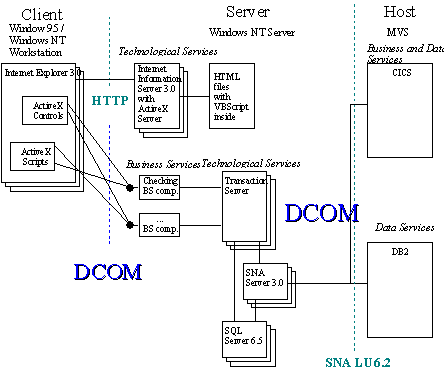 Client
Server
Host
Window 95 /
Windows NT
Workstation
Windows NT Server
MVS
Technological Services
Business and Data
Services
Internet Explorer 3.0
Internet
Information
Server 3.0
with
ActiveX
Server
HTML
files
with
VBScript
inside
CICS
HTTP
ActiveX
Controls
ActiveX
Scripts
Business Services
Technological Services
Checking
BS comp.
Transaction
Server
...
BS comp.
DCOM
Data Services
DCOM
DB2
SNA
Server 3.0
SQL
Server 6.5
SNA LU6.2